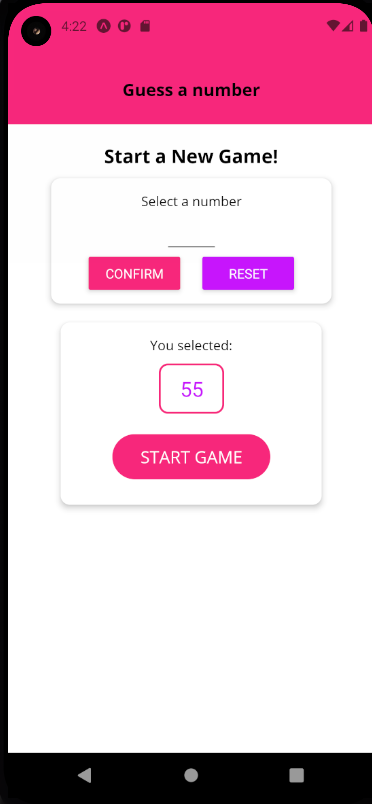 4:22
Guess a number
Start a New Game!
Select a number
CONFIRM RESET
You selected:
55
START GAME